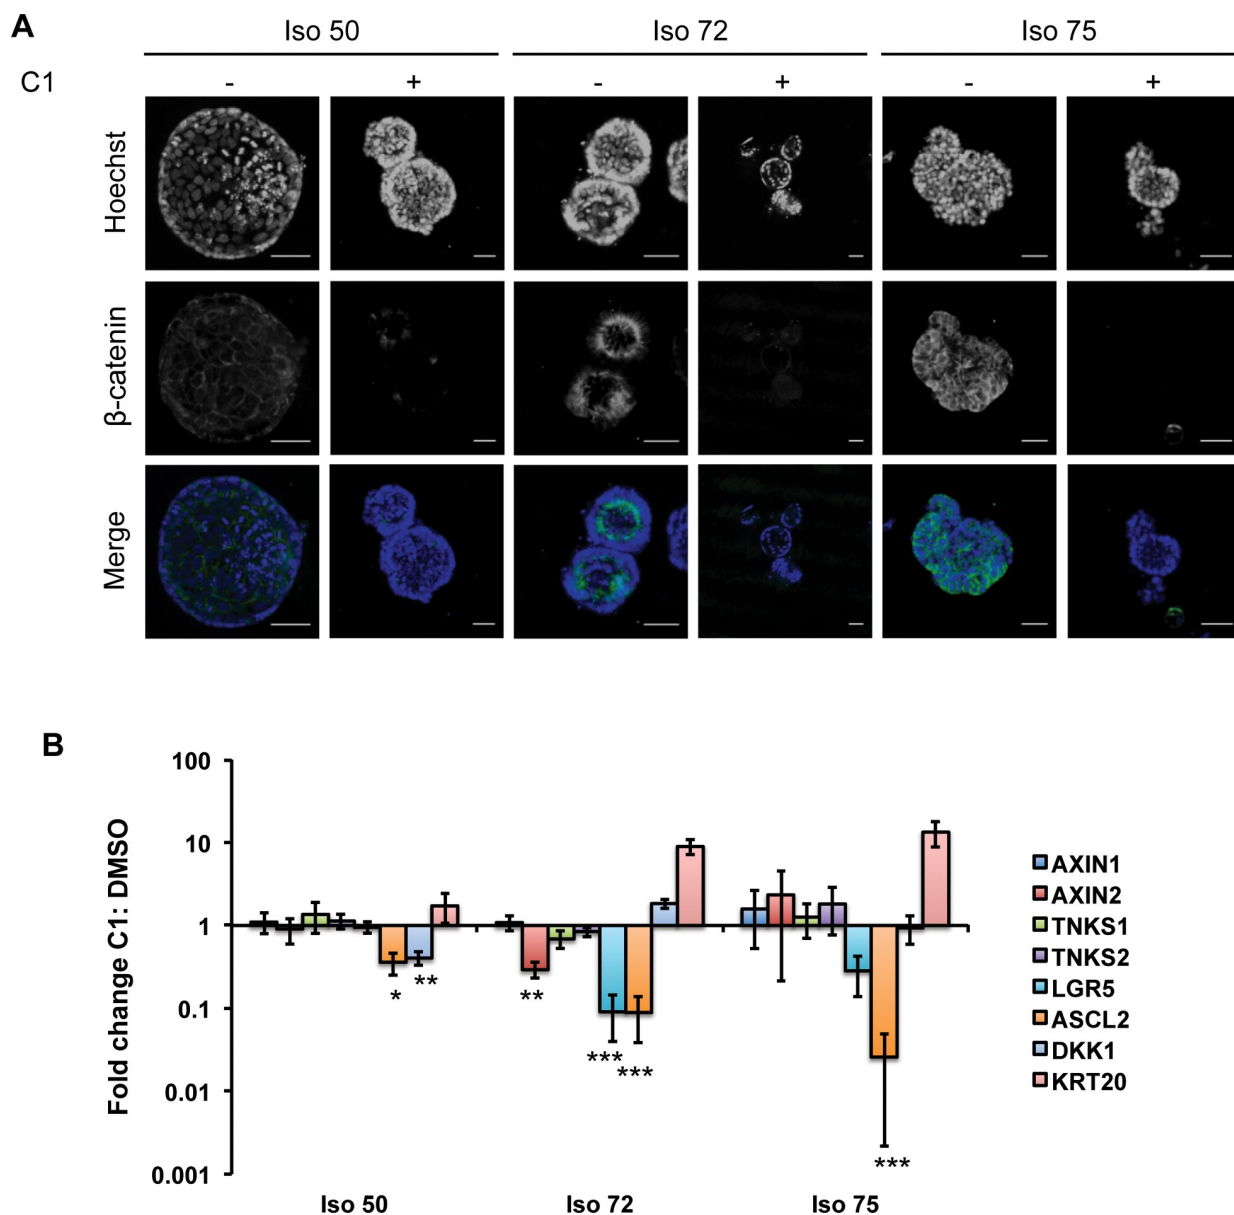 A
Iso 50 Iso 72 Iso 75
C1 - + - + - +
Hoechst
β-catenin
Merge
B
Fold change C1: DMSO
100
10
1
0.1
0.01
0.001
* ** ** *** *** ***
Iso 50 Iso 72 Iso 75
AXIN1
AXIN2
TNKS1
TNKS2
LGR5
ASCL2
DKK1
KRT20